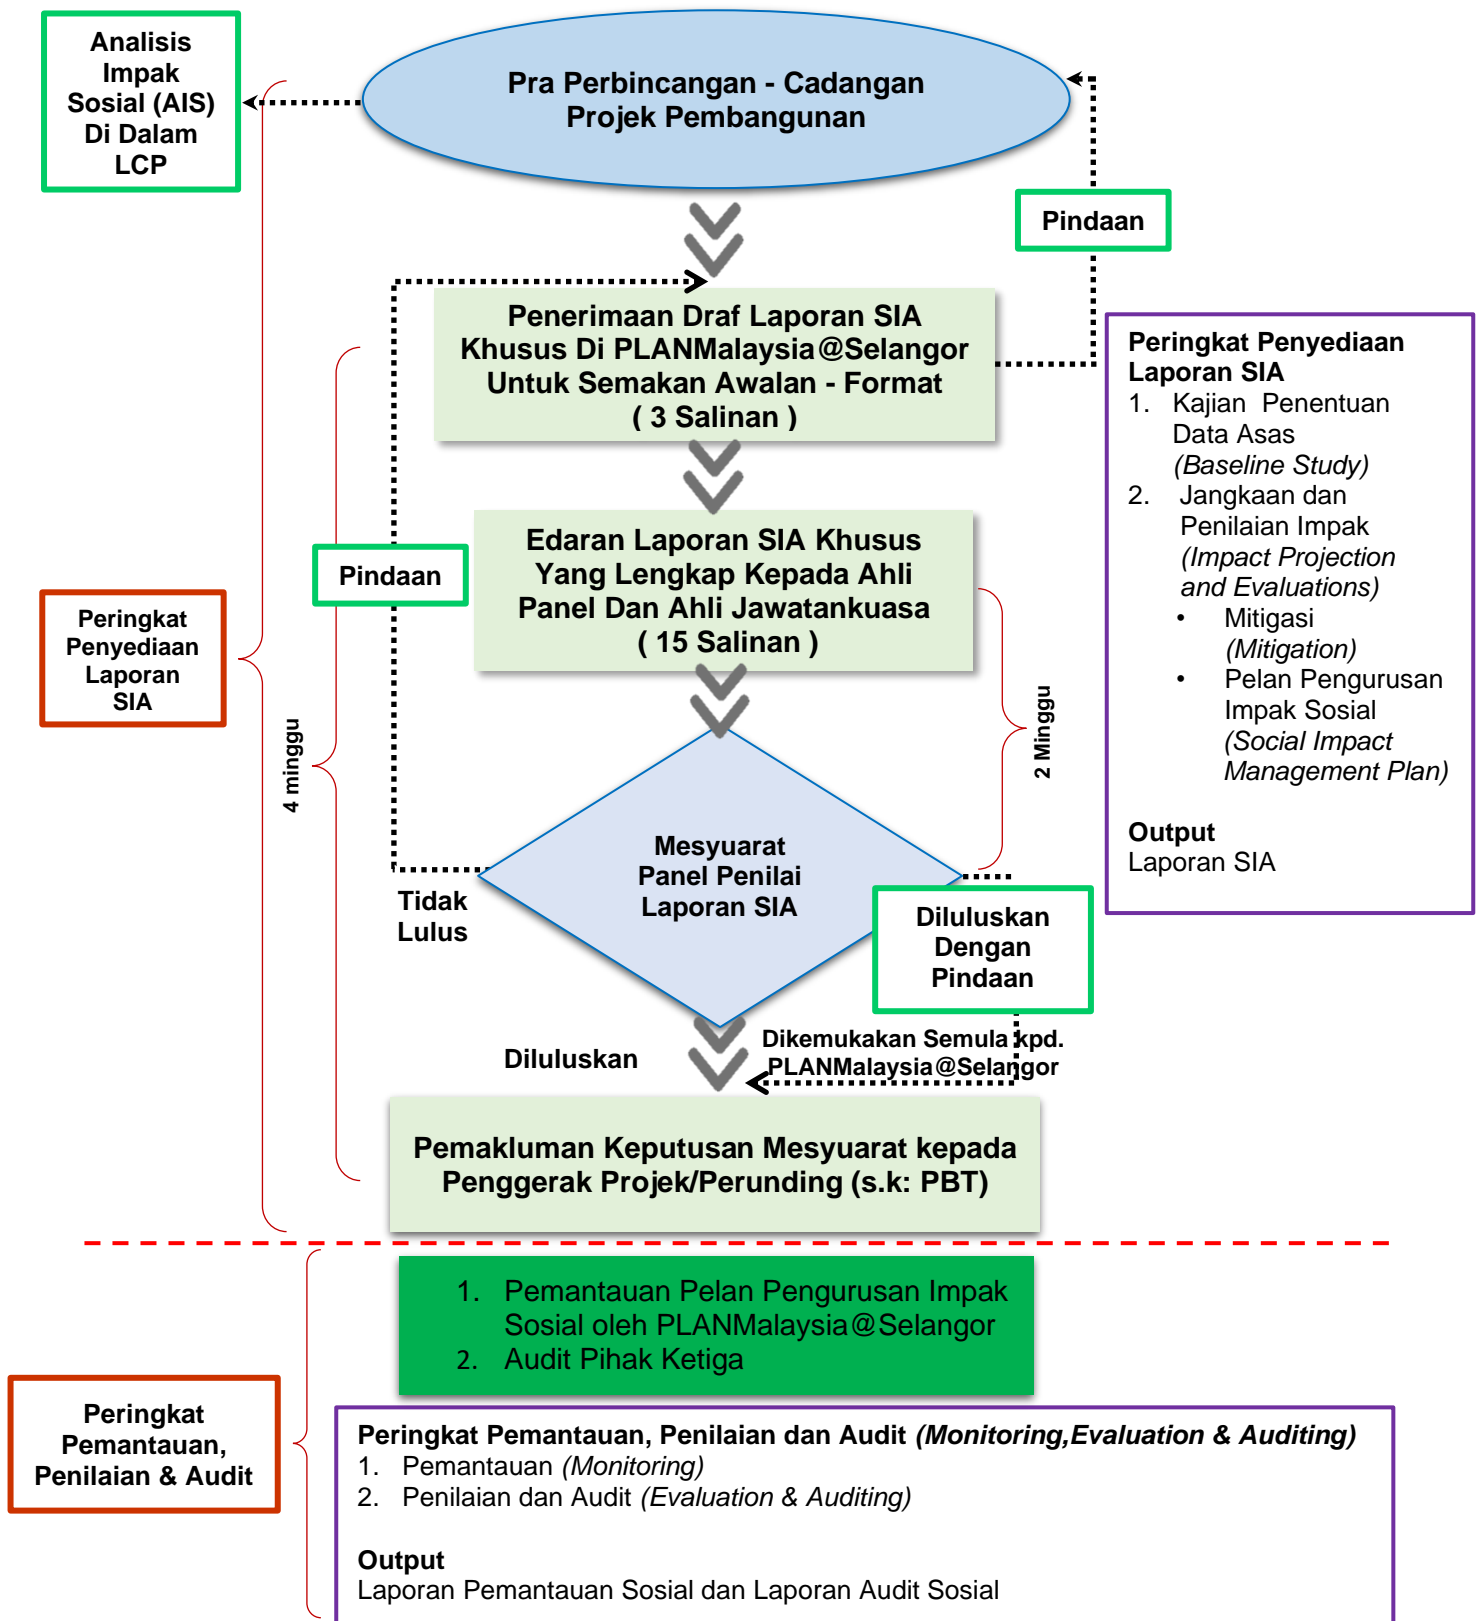 Analisis
Impak
Sosial (AIS)
Di Dalam
LCP
Pra Perbincangan - Cadangan
Projek Pembangunan
Pindaan
Penerimaan Draf Laporan SIA
Khusus Di PLANMalaysia@Selangor
Untuk Semakan Awalan - Format
( 3 Salinan )
Peringkat Penyediaan
Laporan SIA
1. Kajian Penentuan
Data Asas
(Baseline Study)
2. Jangkaan dan
Penilaian Impak
(Impact Projection
and Evaluations)
• Mitigasi
(Mitigation)
• Pelan Pengurusan
Impak Sosial
(Social Impact
Management Plan)
Output
Laporan SIA
Edaran Laporan SIA Khusus
Yang Lengkap Kepada Ahli
Panel Dan Ahli Jawatankuasa
( 15 Salinan )
Pindaan
Peringkat
Penyediaan
Laporan
SIA
4 minggu
2 Minggu
Mesyuarat
Panel Penilai
Laporan SIA
Tidak
Lulus
Diluluskan
Dengan
Pindaan
Diluluskan
Dikemukakan Semula kpd.
PLANMalaysia@Selangor
Pemakluman Keputusan Mesyuarat kepada
Penggerak Projek/Perunding (s.k: PBT)
1. Pemantauan Pelan Pengurusan Impak
Sosial oleh PLANMalaysia@Selangor
2. Audit Pihak Ketiga
Peringkat
Pemantauan,
Penilaian & Audit
Peringkat Pemantauan, Penilaian dan Audit (Monitoring,Evaluation & Auditing)
1. Pemantauan (Monitoring)
2. Penilaian dan Audit (Evaluation & Auditing)
Output
Laporan Pemantauan Sosial dan Laporan Audit Sosial